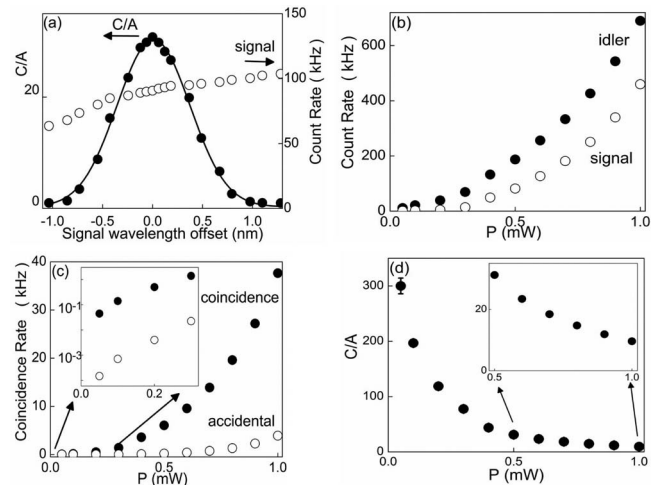 (a)
C/A
signal
C/A
20
0
150
100
50
0
Count Rate ( kHz)
-1.0 -0.5 0.0 0.5 1.0
Signal wavelength offset (nm)
(b)
idler
signal
Count Rate ( kHz)
600
400
200
0
0.0 0.5 1.0
P (mW)
(c)
coincidence
accidental
Coincidence Rate ( kHz)
40
30
20
10
0
10⁻¹
10⁻³
0.0 0.2
0.0 0.5 1.0
P (mW)
(d)
C/A
300
200
100
0
20
0
0.5 1.0
0.0 0.5 1.0
P (mW)